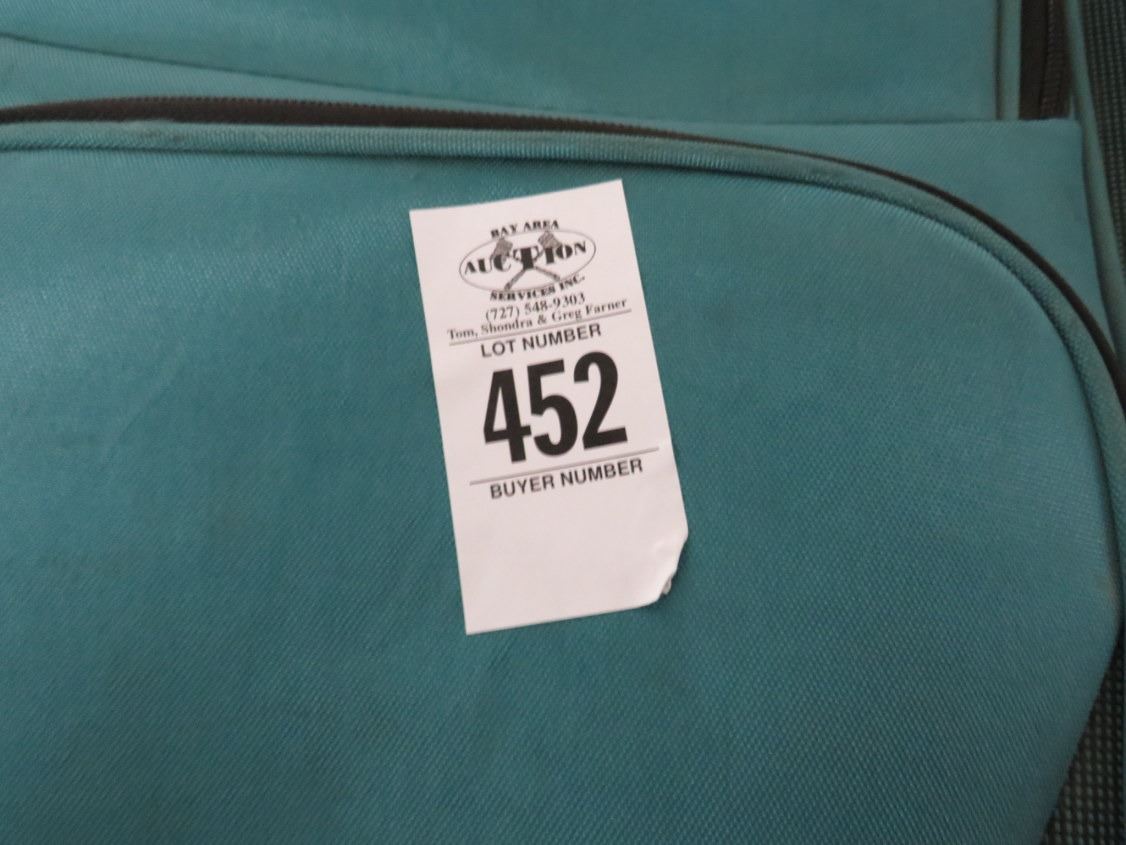 BAY AREA
AUCTION
SERVICES INC.
(727) 548-9303
Tom, Shondra & Greg Farner
LOT NUMBER
452
BUYER NUMBER